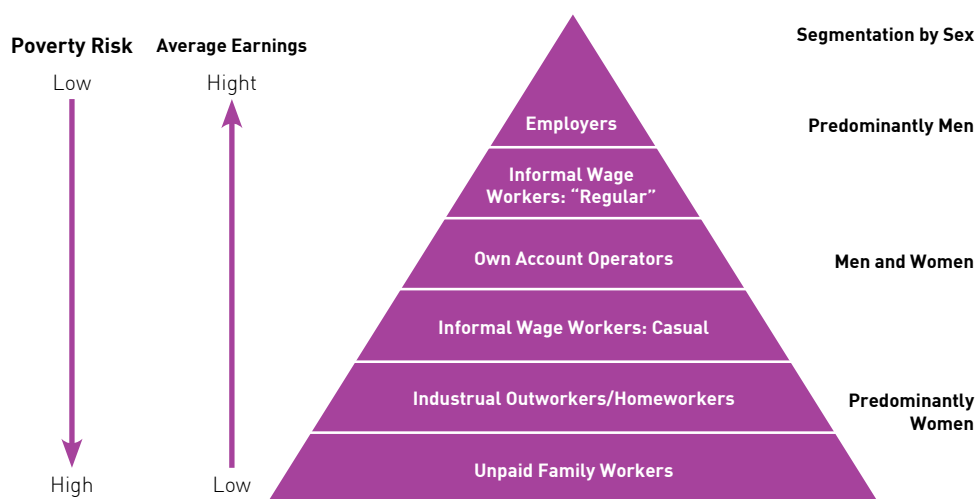 Poverty Risk
Low
High
Average Earnings
Hight
Low
Employers
Informal Wage
Workers: “Regular”
Own Account Operators
Informal Wage Workers: Casual
Industrual Outworkers/Homeworkers
Unpaid Family Workers
Segmentation by Sex
Predominantly Men
Men and Women
Predominantly
Women